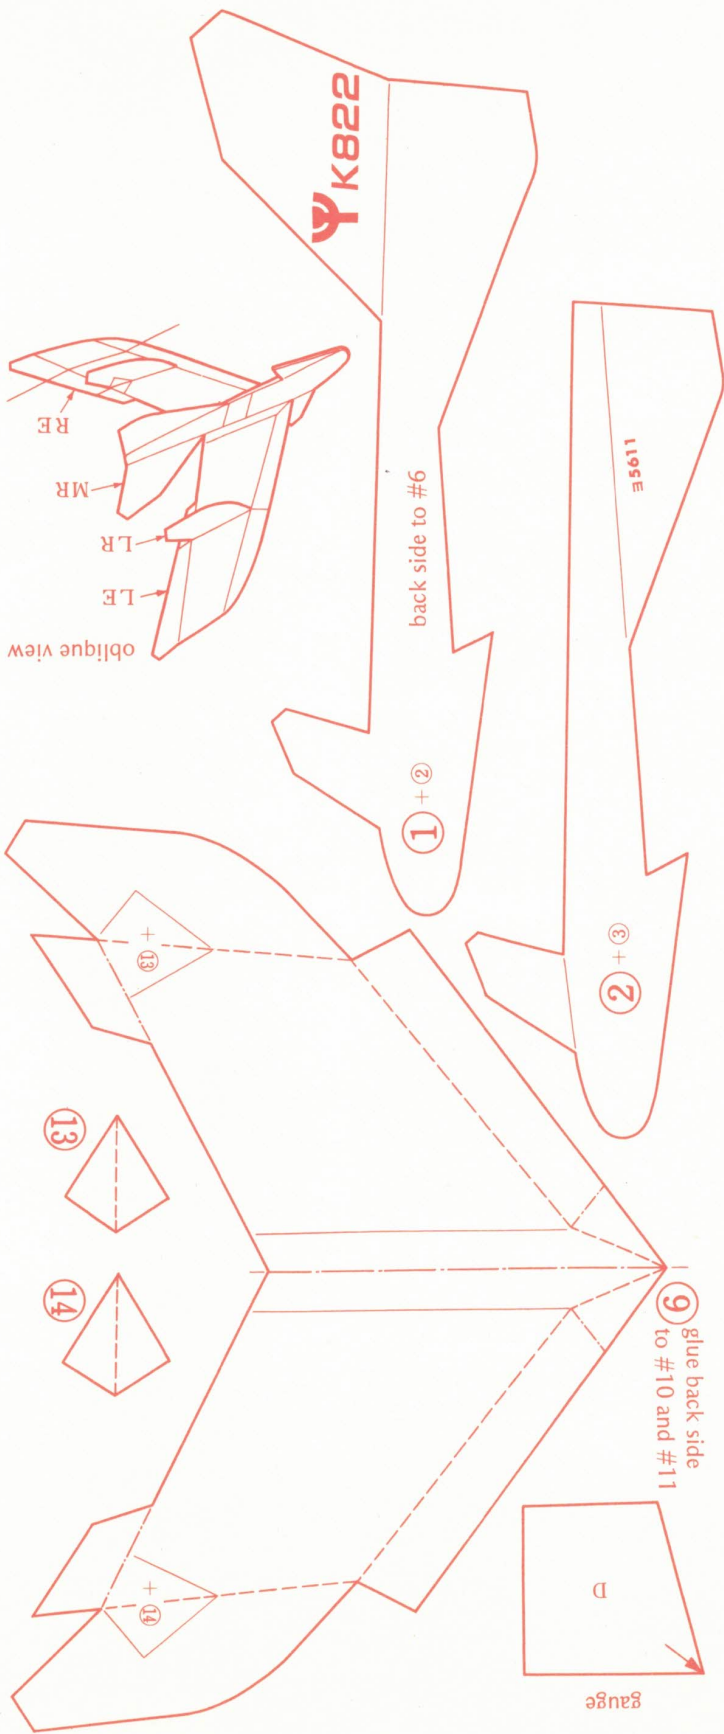 K822
E5611
back side to #6
RE
MR
LR
LE
oblique view
① + ②
② + ③
+ ⑬
⑬
⑭
⑨
glue back side
to #10 and #11
+ ⑭
D
gauge